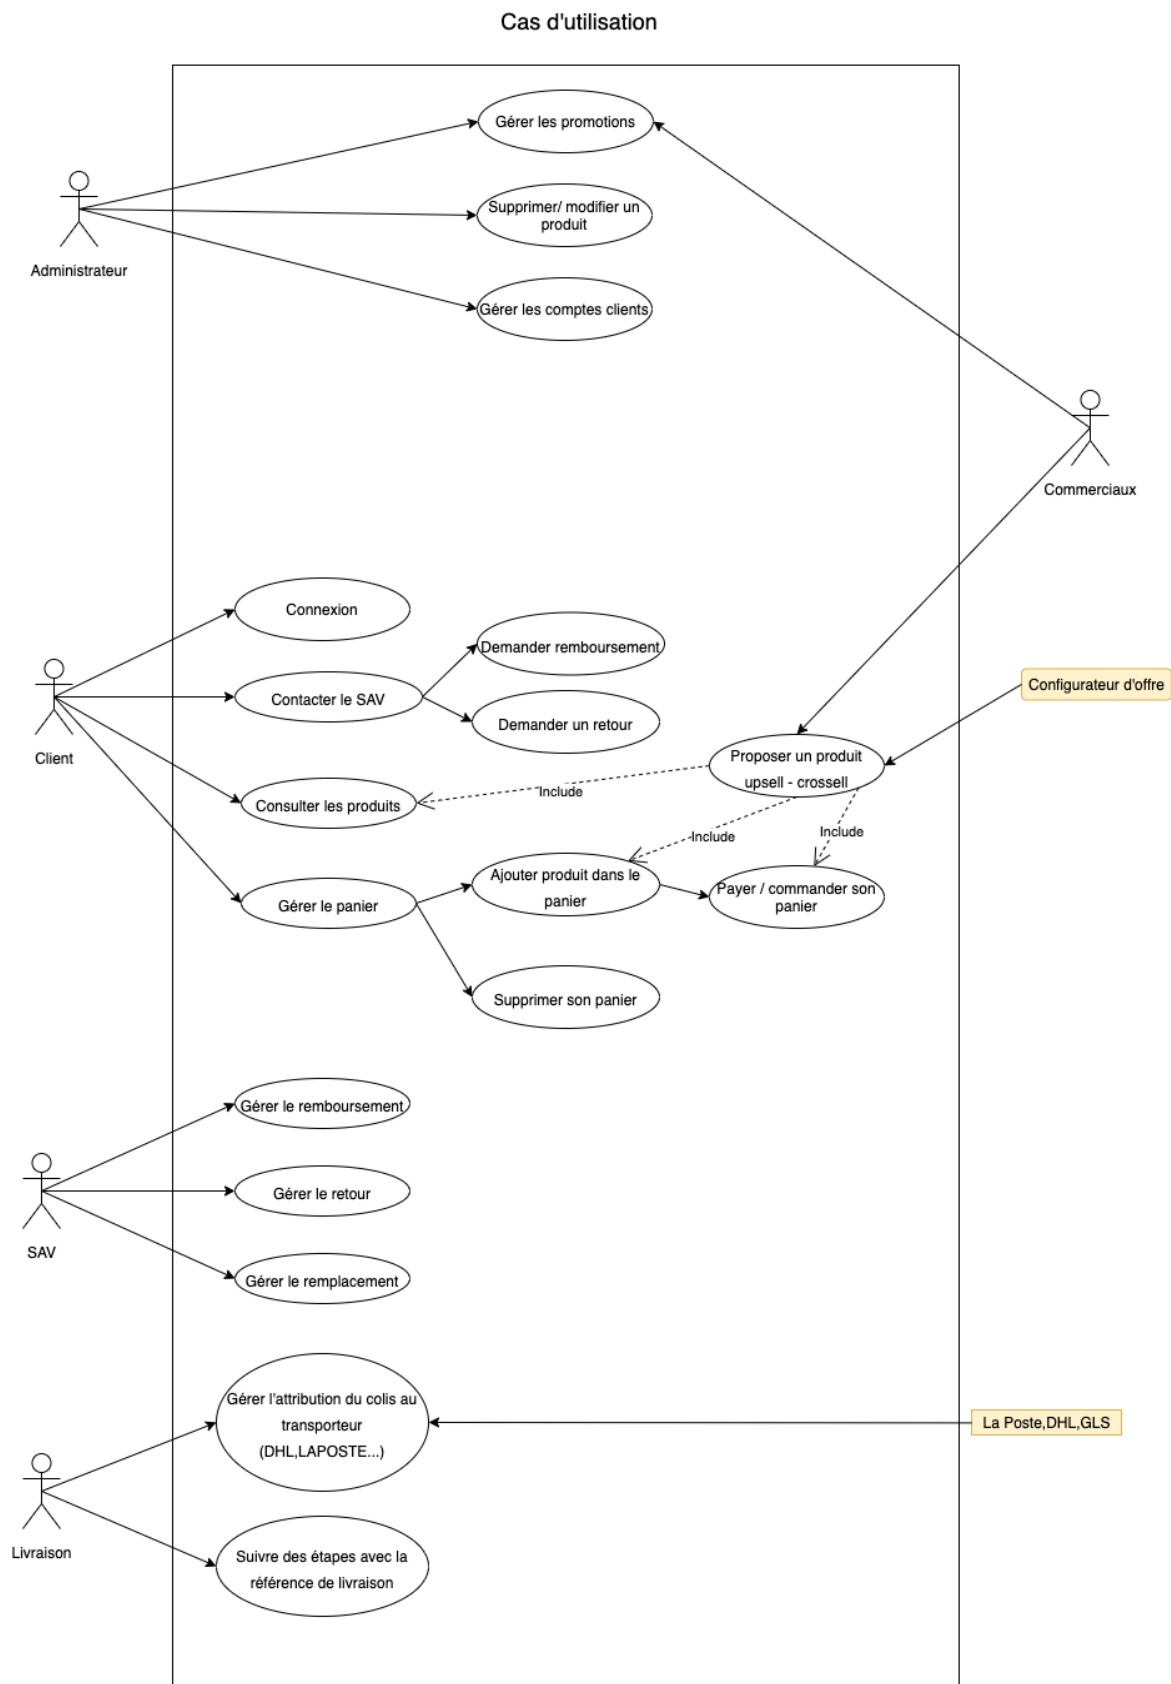 Cas d'utilisation
Gérer les promotions
Supprimer/ modifier un
produit
Administrateur
Gérer les comptes clients
Commerciaux
Connexion
Demander remboursement
Contacter le SAV
Configurateur d'offre
Demander un retour
Client
Proposer un produit
upsell - crossell
Include
Consulter les produits
Include
Include
Ajouter produit dans le
panier
Payer / commander son
panier
Gérer le panier
Supprimer son panier
Gérer le remboursement
Gérer le retour
SAV
Gérer le remplacement
Gérer l'attribution du colis au
transporteur
(DHL,LAPOSTE...)
La Poste,DHL,GLS
Livraison
Suivre des étapes avec la
référence de livraison